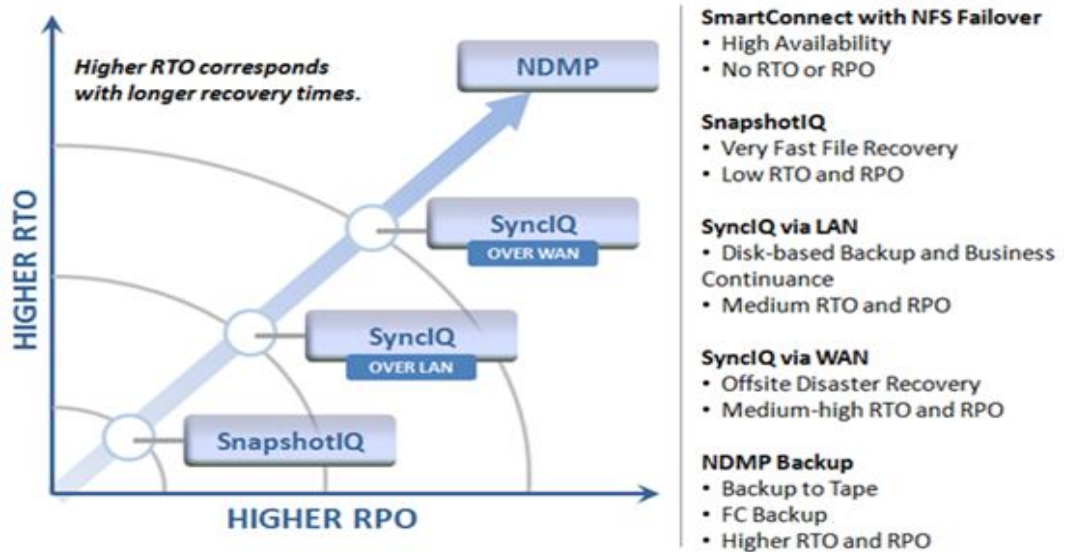 Higher RTO corresponds
with longer recovery times.
NDMP
SyncIQ
OVER WAN
SyncIQ
OVER LAN
SnapshotIQ
HIGHER RTO
HIGHER RPO
SmartConnect with NFS Failover
• High Availability
• No RTO or RPO
SnapshotIQ
• Very Fast File Recovery
• Low RTO and RPO
SyncIQ via LAN
• Disk-based Backup and Business
Continuance
• Medium RTO and RPO
SyncIQ via WAN
• Offsite Disaster Recovery
• Medium-high RTO and RPO
NDMP Backup
• Backup to Tape
• FC Backup
• Higher RTO and RPO